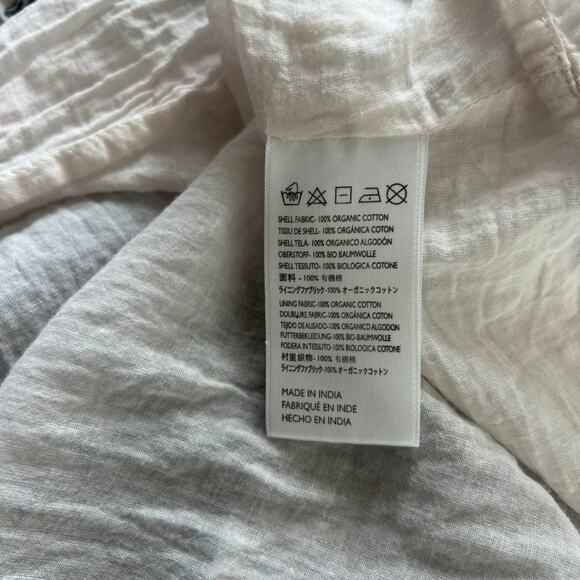 SHELL FABRIC- 100% ORGANIC COTTON
TISSU DE SHELL- 100% ORGÁNICA COTON
SHELL TELA- 100% ORGANICO ALGODÓN
OBERSTOFF- 100% BIO BAUMWOLLE
SHELL TESSUTO- 100% BIOLOGICA COTONE
面料 - 100% 有機棉
ライニングファブリック-100% オーガニックコットン
LINING FABRIC-100% ORGANIC COTTON
DOUBURE FABRIC-100% ORGÁNICA COTON
TEJIDO DE ALISADO-100% ORGANICO ALGODON
FUTTERBEKLEIDUNG-100% BIO-BAUMWOLLE
PODERA IN TESSUTO-100% BIOLOGICA COTONE
衬里织物-100% 有機棉
ライニングファブリック-100% オーガニックコットン
MADE IN INDIA
FABRIQUÉ EN INDE
HECHO EN INDIA